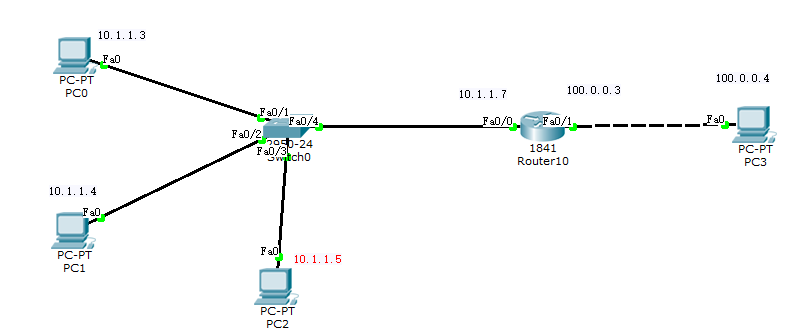 10.1.1.3
Fa0
PC-PT
PC0
Fa0/1
Fa0/4
Fa0/2
Fa0/3
2950-24
Switch0
10.1.1.4
Fa0
PC-PT
PC1
Fa0
10.1.1.5
PC-PT
PC2
10.1.1.7
Fa0/0
Fa0/1
1841
Router10
100.0.0.3
100.0.0.4
Fa0
PC-PT
PC3